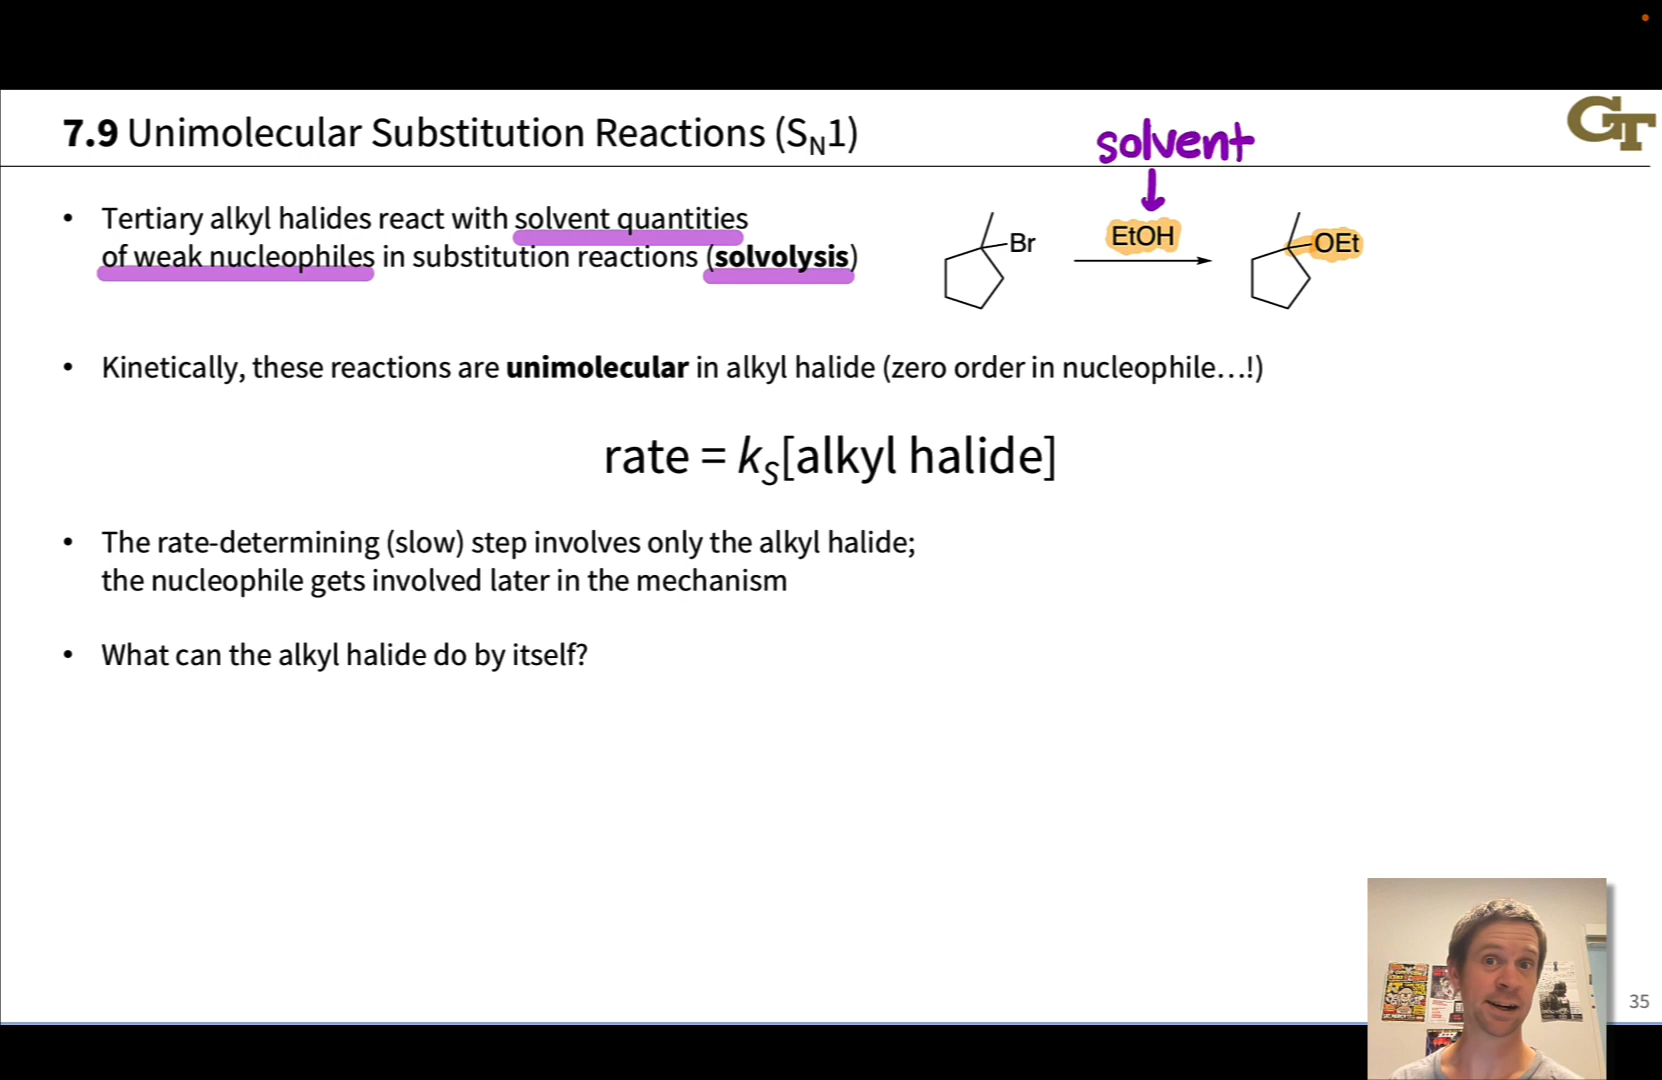 7.9 Unimolecular Substitution Reactions (SN1)
GT
solvent
• Tertiary alkyl halides react with solvent quantities
of weak nucleophiles in substitution reactions (solvolysis)
Br
EtOH
OEt
• Kinetically, these reactions are unimolecular in alkyl halide (zero order in nucleophile...!)
rate = kS[alkyl halide]
• The rate-determining (slow) step involves only the alkyl halide;
the nucleophile gets involved later in the mechanism
• What can the alkyl halide do by itself?
35